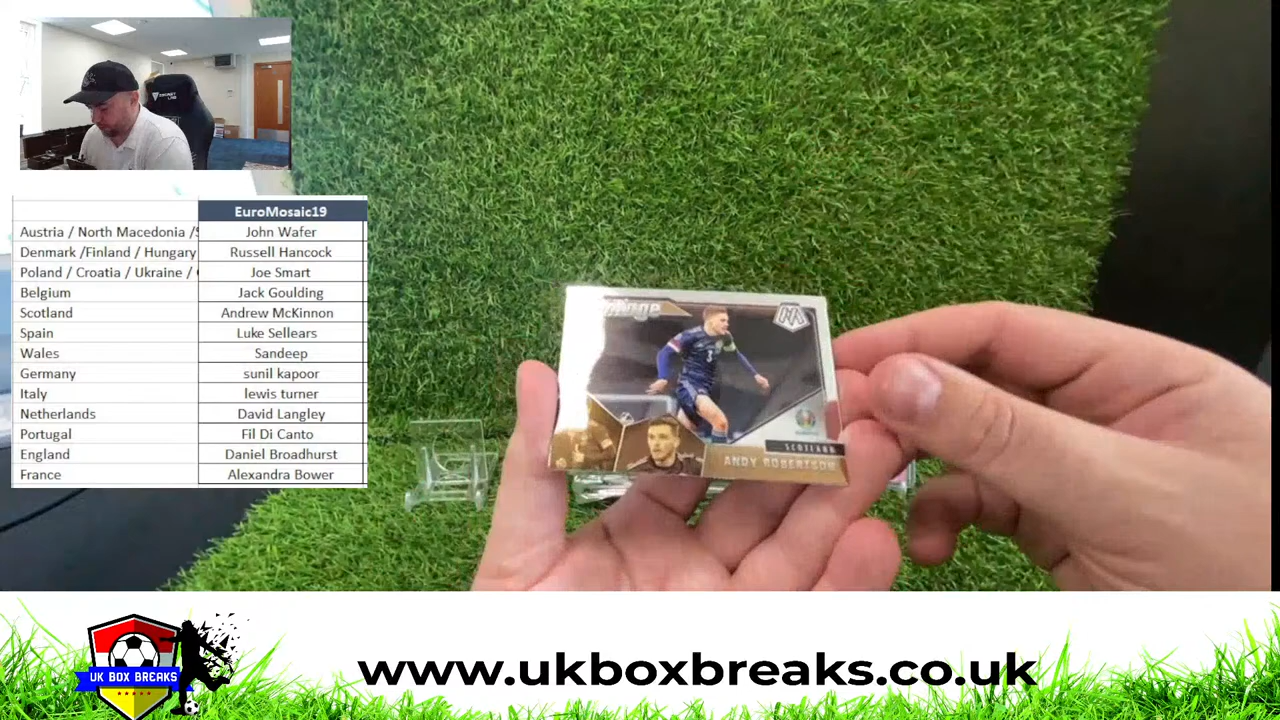 EuroMosaic19
Austria / North Macedonia /S John Wafer
Denmark /Finland / Hungary Russell Hancock
Poland / Croatia / Ukraine / Joe Smart
Belgium Jack Goulding
Scotland Andrew McKinnon
Spain Luke Sellears
Wales Sandeep
Germany sunil kapoor
Italy lewis turner
Netherlands David Langley
Portugal Fil Di Canto
England Daniel Broadhurst
France Alexandra Bower
3
SCOTLAND
ANDY ROBERTSON
UK BOX BREAKS
www.ukboxbreaks.co.uk